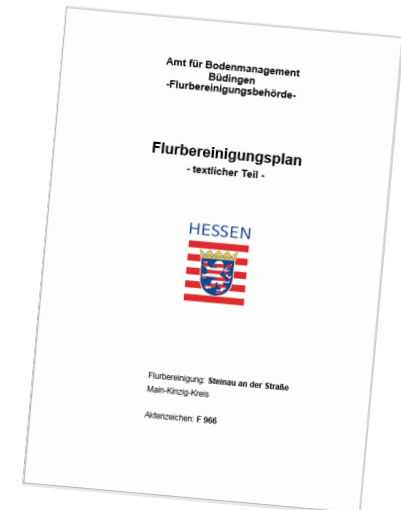 Amt für Bodenmanagement
Büdingen
-Flurbereinigungsbehörde-
Flurbereinigungsplan
- textlicher Teil -
HESSEN
Flurbereinigung: Steinau an der Straße
Main-Kinzig-Kreis
Aktenzeichen: F 966